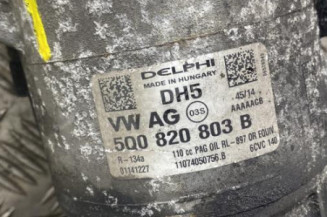 DELPHI
MADE IN HUNGARY
DH5
45/14
AAAAACB
VW AG 03S
5Q0 820 803 B
R-134a 110 cc PAG OIL RL-897 OR EQUIV.
81141227 11074050756.B 6CVC 140